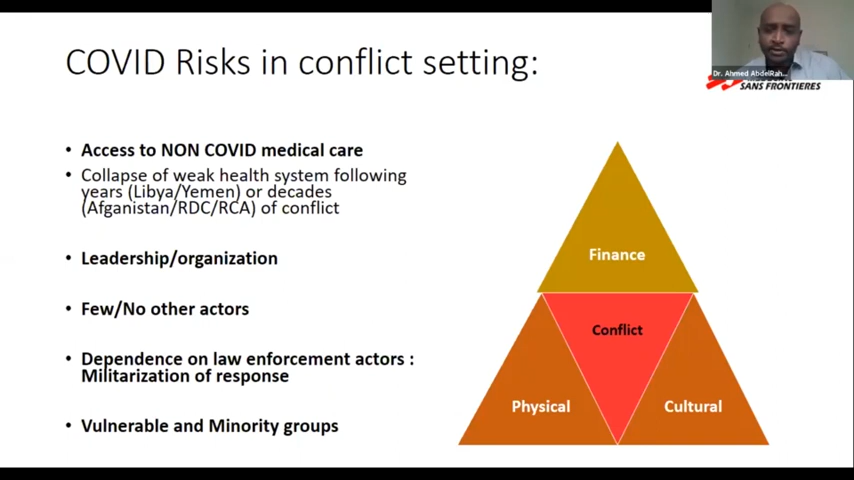 COVID Risks in conflict setting:
Dr. Ahmed AbdelRah...
SANS FRONTIERES
• Access to NON COVID medical care
• Collapse of weak health system following
years (Libya/Yemen) or decades
(Afganistan/RDC/RCA) of conflict
• Leadership/organization
• Few/No other actors
• Dependence on law enforcement actors :
Militarization of response
• Vulnerable and Minority groups
Finance
Conflict
Physical
Cultural